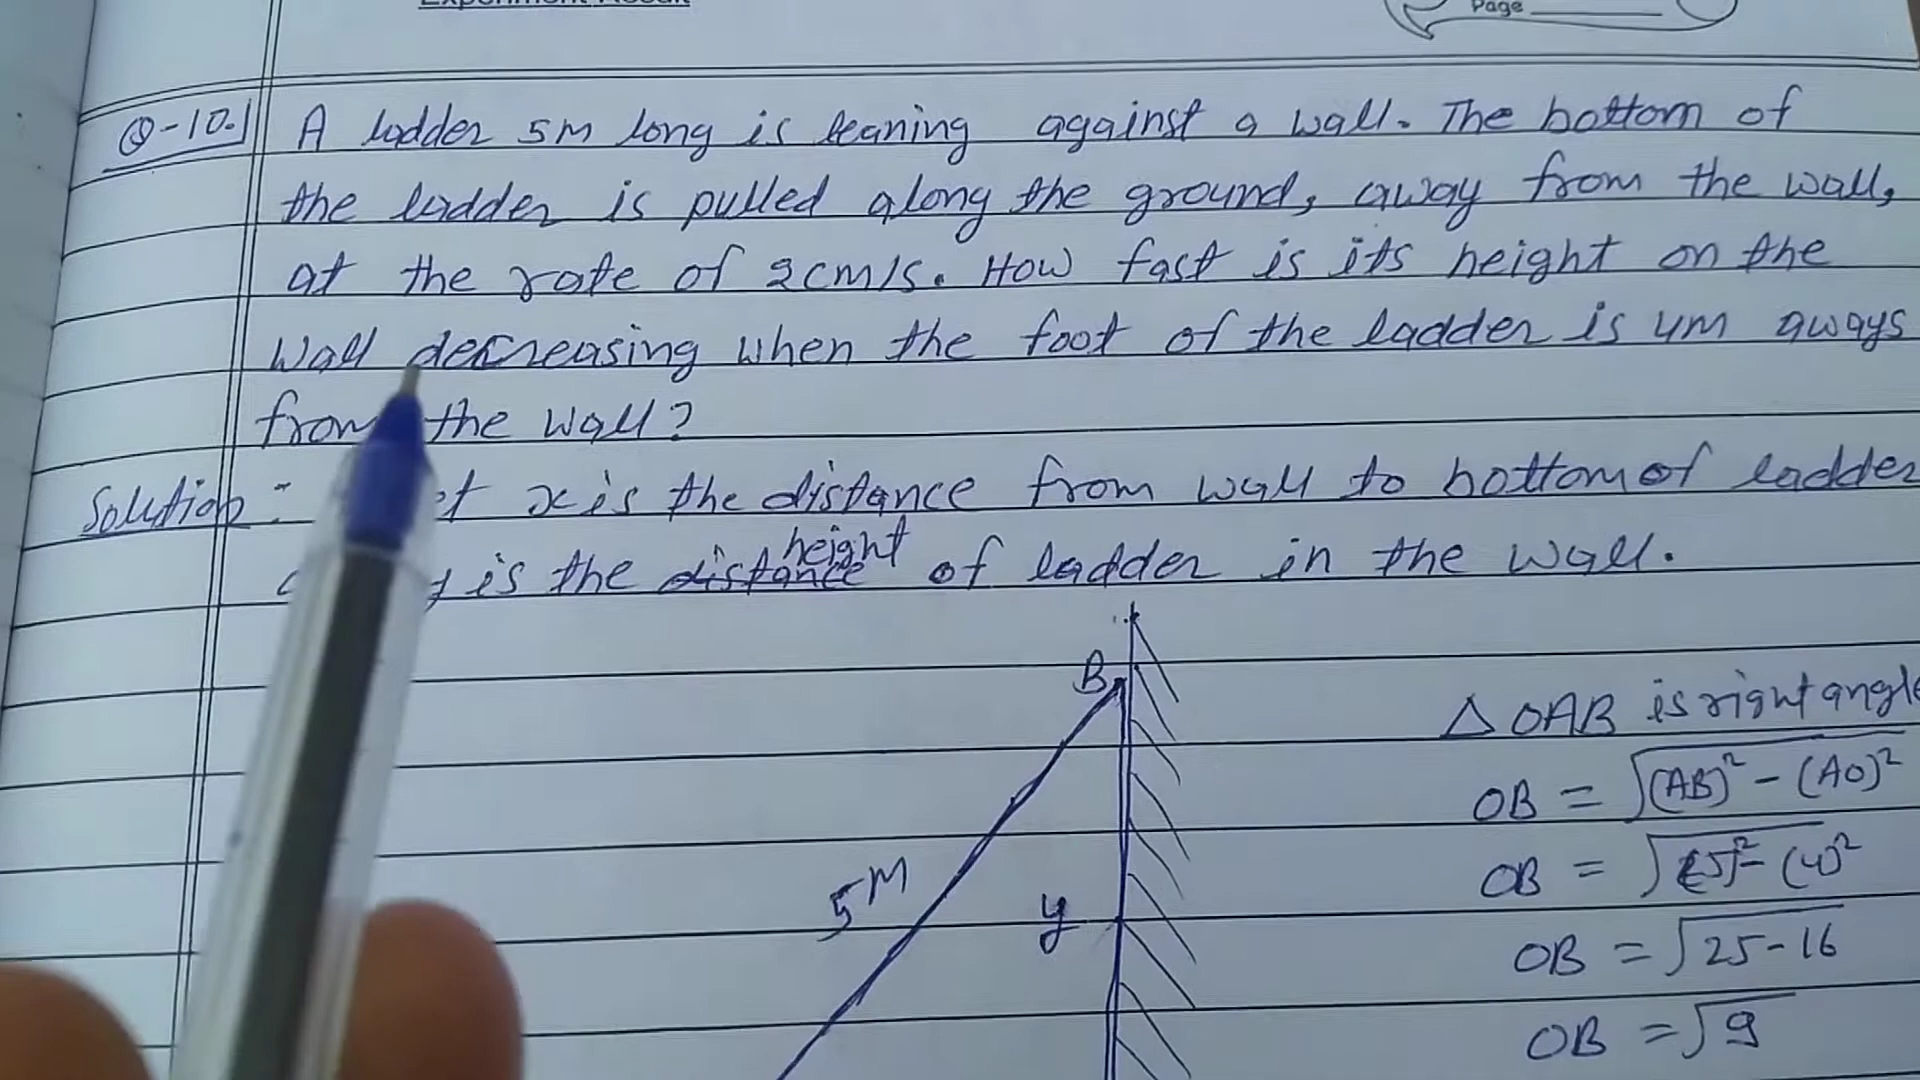 Experiment Result
Page
Q-10.
A ladder 5M long is leaning against a wall. The bottom of
the ladder is pulled along the ground, away from the wall,
at the rate of 2cm/s. How fast is its height on the
wall decreasing when the foot of the ladder is 4M aways
from the wall?
Solution:- x is the distance from wall to bottom of ladder
y is the distance height of ladder in the wall.
B
△ OAB is right angle
OB = √(AB)² - (AO)²
OB = √(5)² - (4)²
5M
y
OB = √25-16
OB = √9